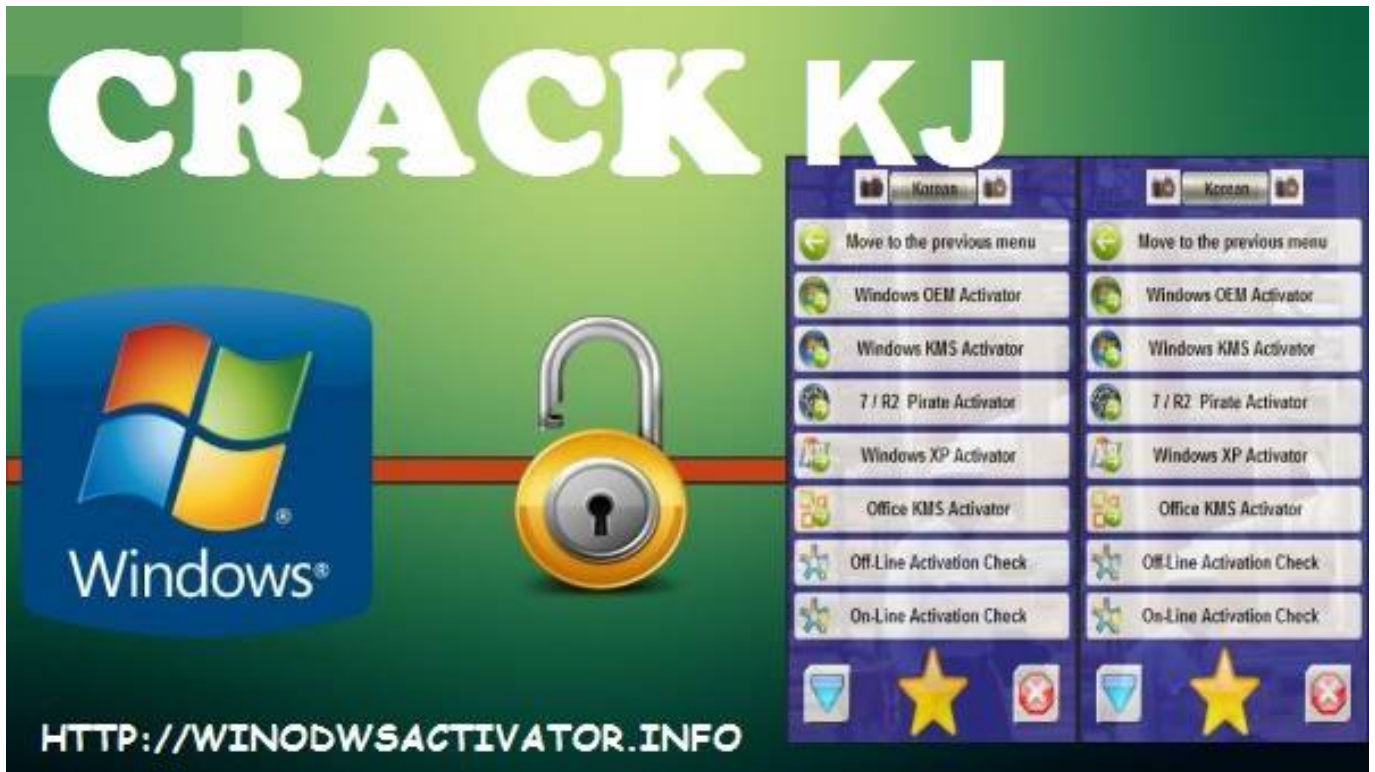 CRACK KJ
Korean
Move to the previous menu
Windows OEM Activator
Windows KMS Activator
7 / R2 Pirate Activator
Windows XP Activator
Office KMS Activator
Off-Line Activation Check
On-Line Activation Check
Korean
Move to the previous menu
Windows OEM Activator
Windows KMS Activator
7 / R2 Pirate Activator
Windows XP Activator
Office KMS Activator
Off-Line Activation Check
On-Line Activation Check
®
Windows®
HTTP://WINODWSACTIVATOR.INFO